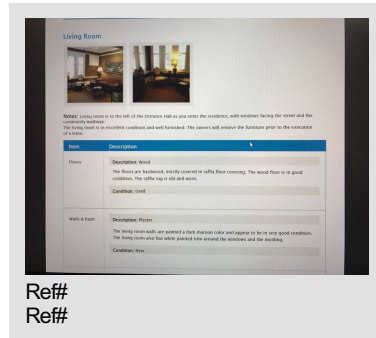 Living Room
Notes: Living room is to the left of the Entrance Hall as you enter the residence, with windows facing the street and the
community walkway.
The living room is in excellent condition and well furnished. The owners will remove the furniture prior to the execution
of a lease.
Item Description
Floors Description: Wood
The floors are hardwood, mostly covered in raffia floor covering. The wood floor is in good
condition, The raffia rug is old and worn.
Condition: Used
Walls & Paint Description: Plaster
The living room walls are painted a dark maroon color and appear to be in very good condition.
The living room also has white painted trim around the windows and the molding.
Condition: New
Ref#
Ref#